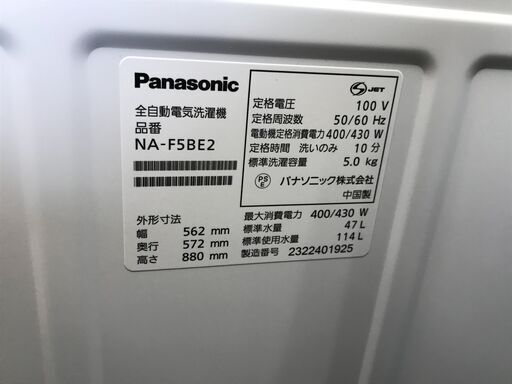 Panasonic
全自動電気洗濯機
品番
NA-F5BE2
外形寸法
幅 562 mm
奥行 572 mm
高さ 880 mm
S JET
定格電圧 100 V
定格周波数 50/60 Hz
電動機定格消費電力 400/430 W
定格時間 洗いのみ 10 分
標準洗濯容量 5.0 kg
PS E パナソニック株式会社
中国製
最大消費電力 400/430 W
標準水量 47 L
標準使用水量 114 L
製造番号 2322401925